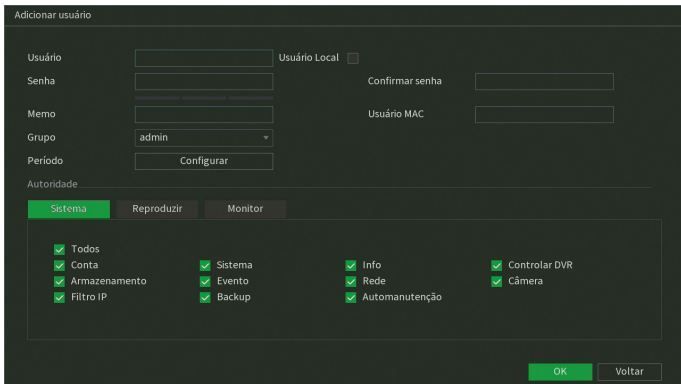 Adicionar usuário
Usuário Usuário Local
Senha Confirmar senha
Memo Usuário MAC
Grupo admin
Período Configurar
Autoridade
Sistema Reproduzir Monitor
Todos
Conta Sistema Info Controlar DVR
Armazenamento Evento Rede Câmera
Filtro IP Backup Automanutenção
OK Voltar